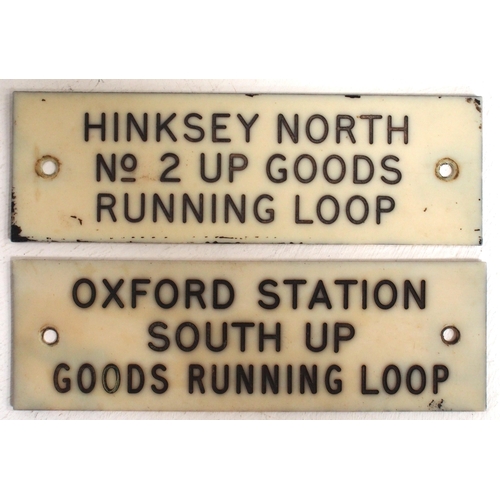 HINKSEY NORTH
Nº 2 UP GOODS
RUNNING LOOP
OXFORD STATION
SOUTH UP
GOODS RUNNING LOOP